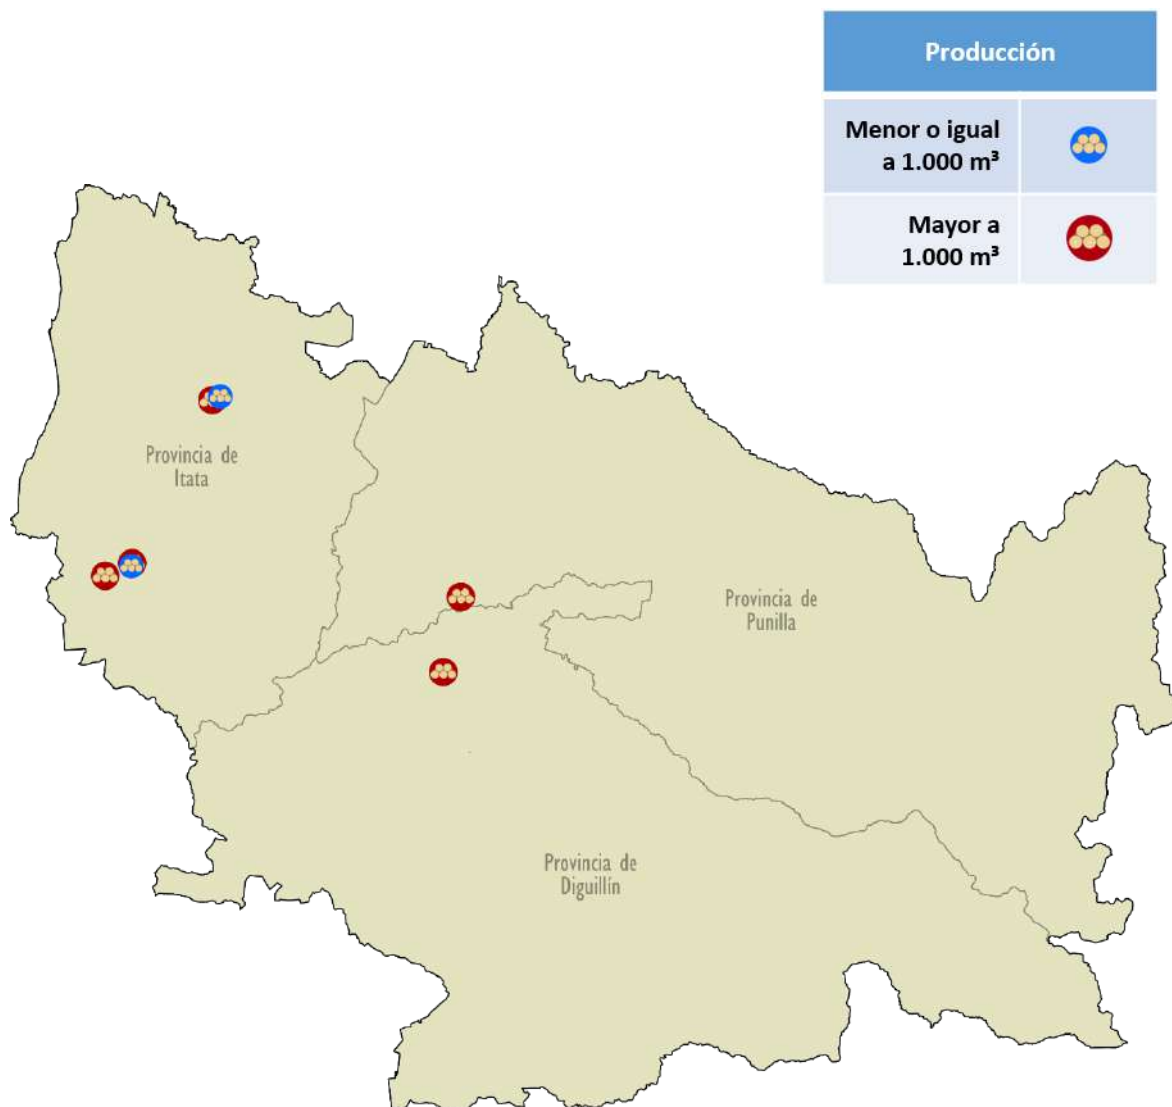 Producción
Menor o igual
a 1.000 m³
Mayor a
1.000 m³
Provincia de
Itata
Provincia de
Punilla
Provincia de
Diguillín